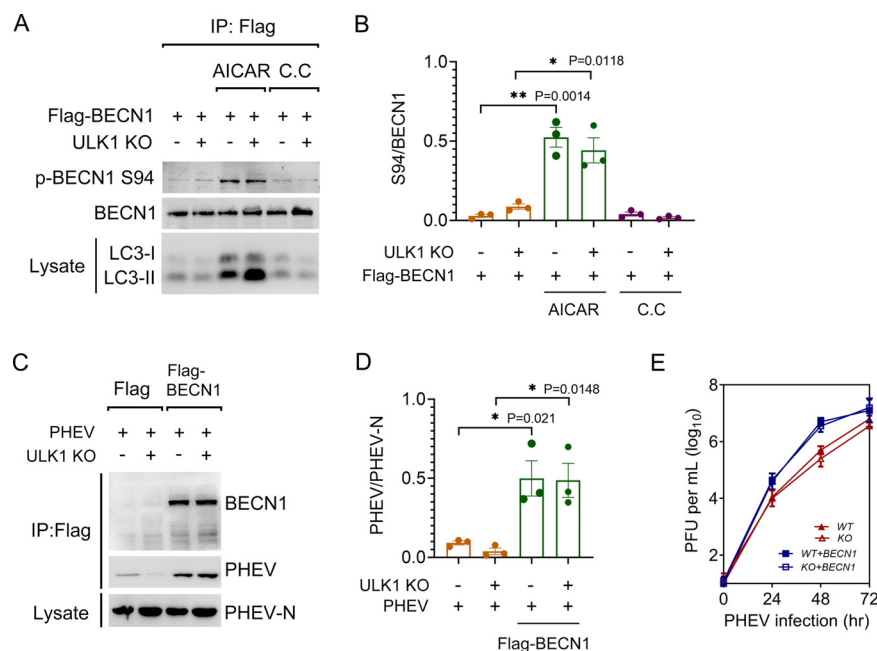 A
IP: Flag
AICAR C.C
Flag-BECN1 + + + + + +
ULK1 KO - + - + - +
p-BECN1 S94
BECN1
Lysate
LC3-I
LC3-II
B
* P=0.0118
** P=0.0014
S94/BECN1
1.0
0.5
0.0
ULK1 KO - + - + - +
Flag-BECN1 + + + + + +
AICAR C.C
C
Flag Flag-
BECN1
PHEV + + + +
ULK1 KO - + - +
IP:Flag
BECN1
PHEV
Lysate PHEV-N
D
* P=0.0148
* P=0.021
PHEV/PHEV-N
1.0
0.5
0.0
ULK1 KO - + - +
PHEV + + + +
Flag-BECN1
E
PFU per mL (log10)
8
6
4
2
WT
KO
WT+BECN1
KO+BECN1
0 24 48 72
PHEV infection (hr)